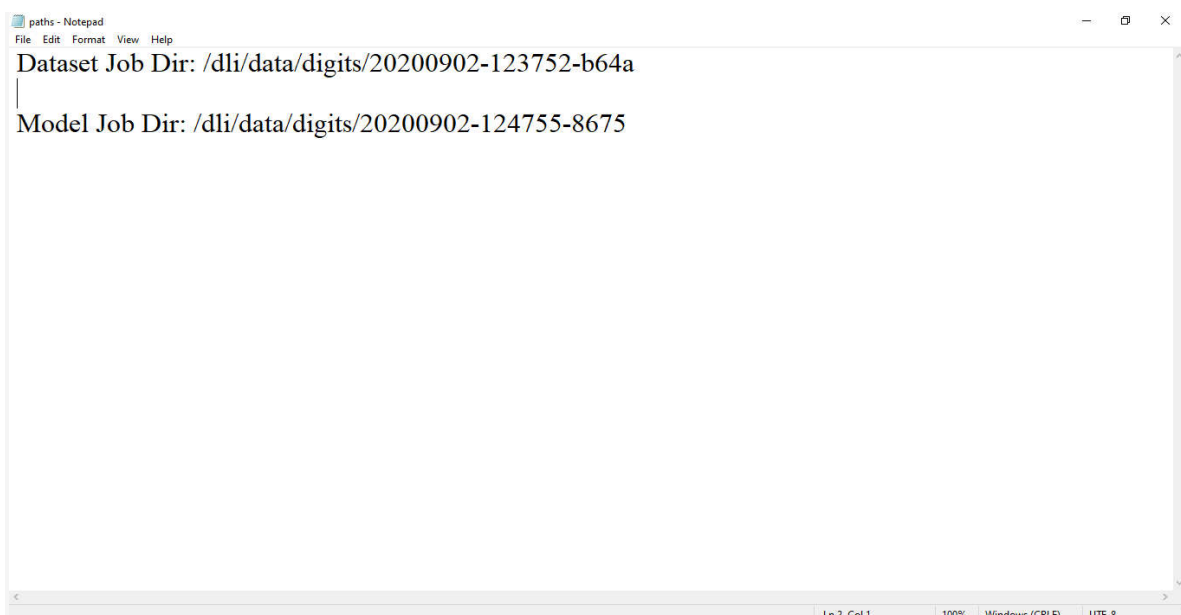 paths - Notepad
File Edit Format View Help
Dataset Job Dir: /dli/data/digits/20200902-123752-b64a
Model Job Dir: /dli/data/digits/20200902-124755-8675
Ln 2, Col 1 100% Windows (CRLF) UTF-8